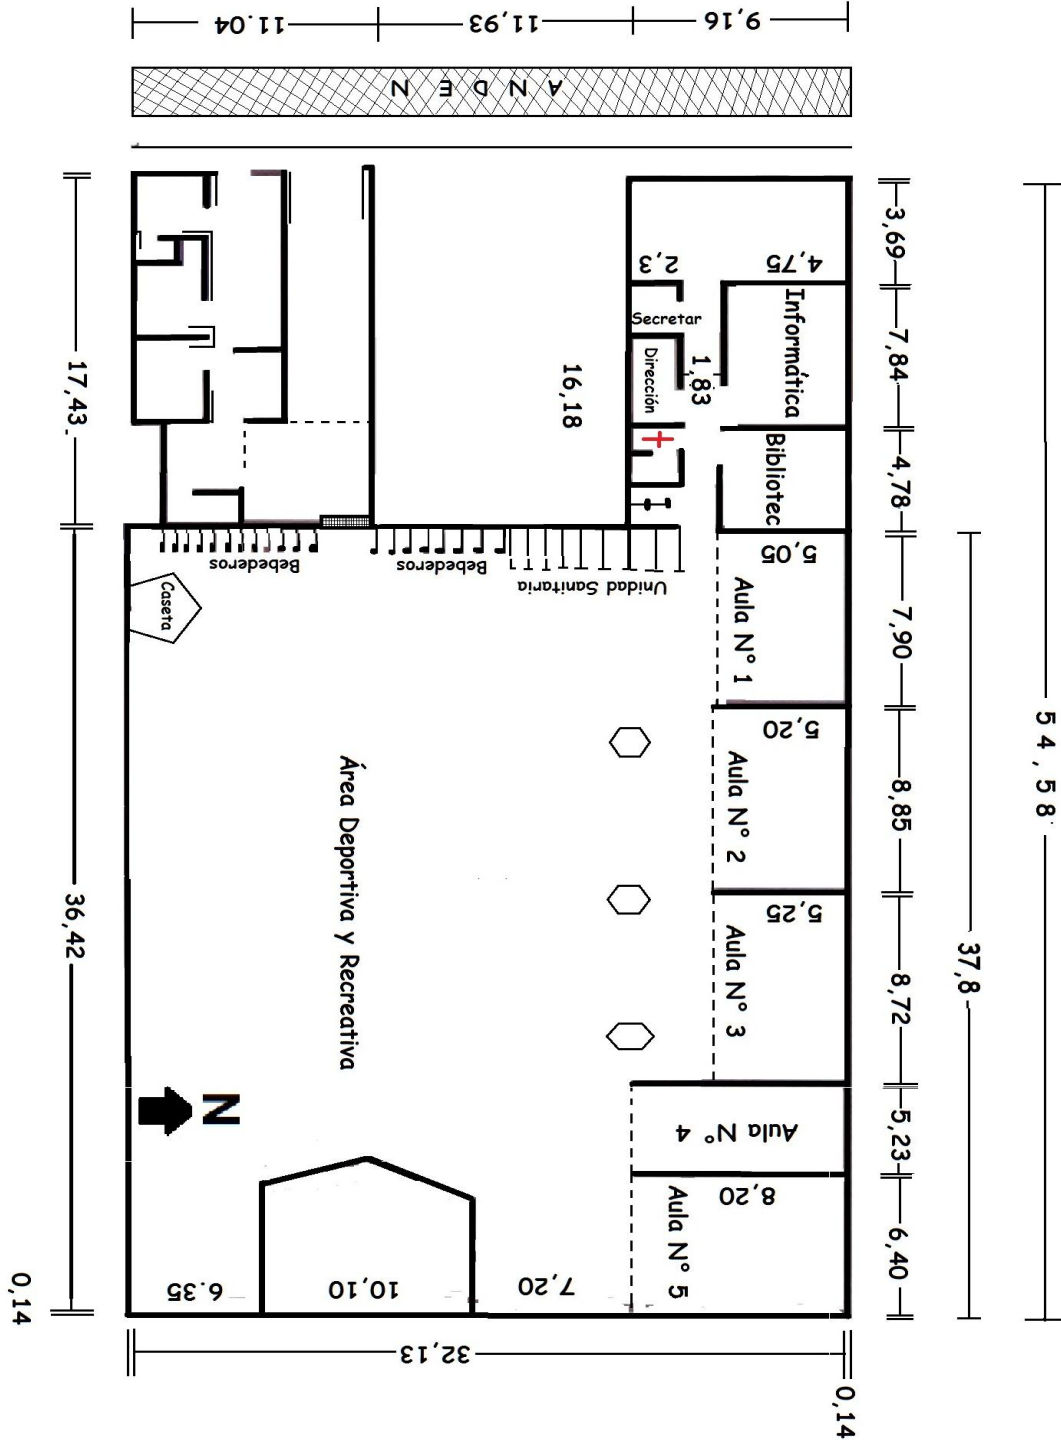 11.04
11,93
9,16
A N D E N
17,43
36,42
0,14
16,18
2,3
4,75
Secretar
Dirección
1,83
Informática
Bibliotec
3,69
7,84
4,78
Bebederos
Bebederos
Unidad Sanitaria
Caseta
5,05
Aula N° 1
7,90
5,20
Aula N° 2
8,85
5,25
Aula N° 3
8,72
Área Deportiva y Recreativa
N
Aula N° 4
5,23
8,20
Aula N° 5
6,40
6.35
10,10
7,20
32,13
0,14
37,8
54,58